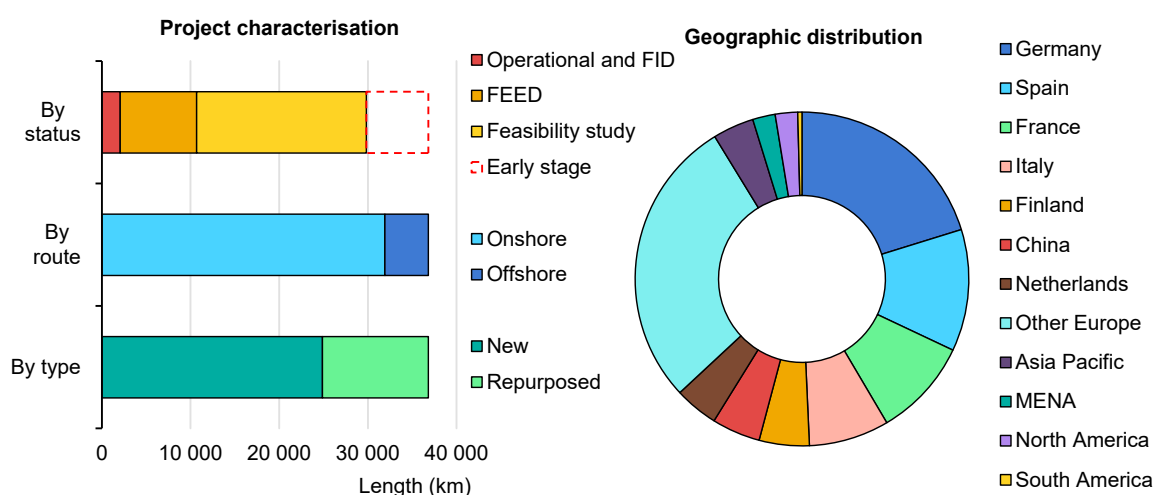 Project characterisation
By
status
By
route
By type
0
10 000
20 000
30 000
40 000
Length (km)
Operational and FID
FEED
Feasibility study
Early stage
Onshore
Offshore
New
Repurposed
Geographic distribution
Germany
Spain
France
Italy
Finland
China
Netherlands
Other Europe
Asia Pacific
MENA
North America
South America